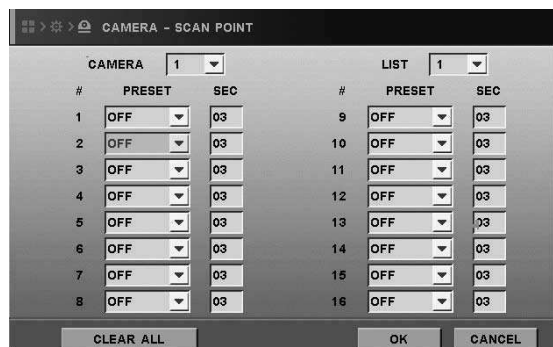 CAMERA - SCAN POINT
CAMERA 1 LIST 1
# PRESET SEC # PRESET SEC
1 OFF 03 9 OFF 03
2 OFF 03 10 OFF 03
3 OFF 03 11 OFF 03
4 OFF 03 12 OFF 03
5 OFF 03 13 OFF 03
6 OFF 03 14 OFF 03
7 OFF 03 15 OFF 03
8 OFF 03 16 OFF 03
CLEAR ALL OK CANCEL